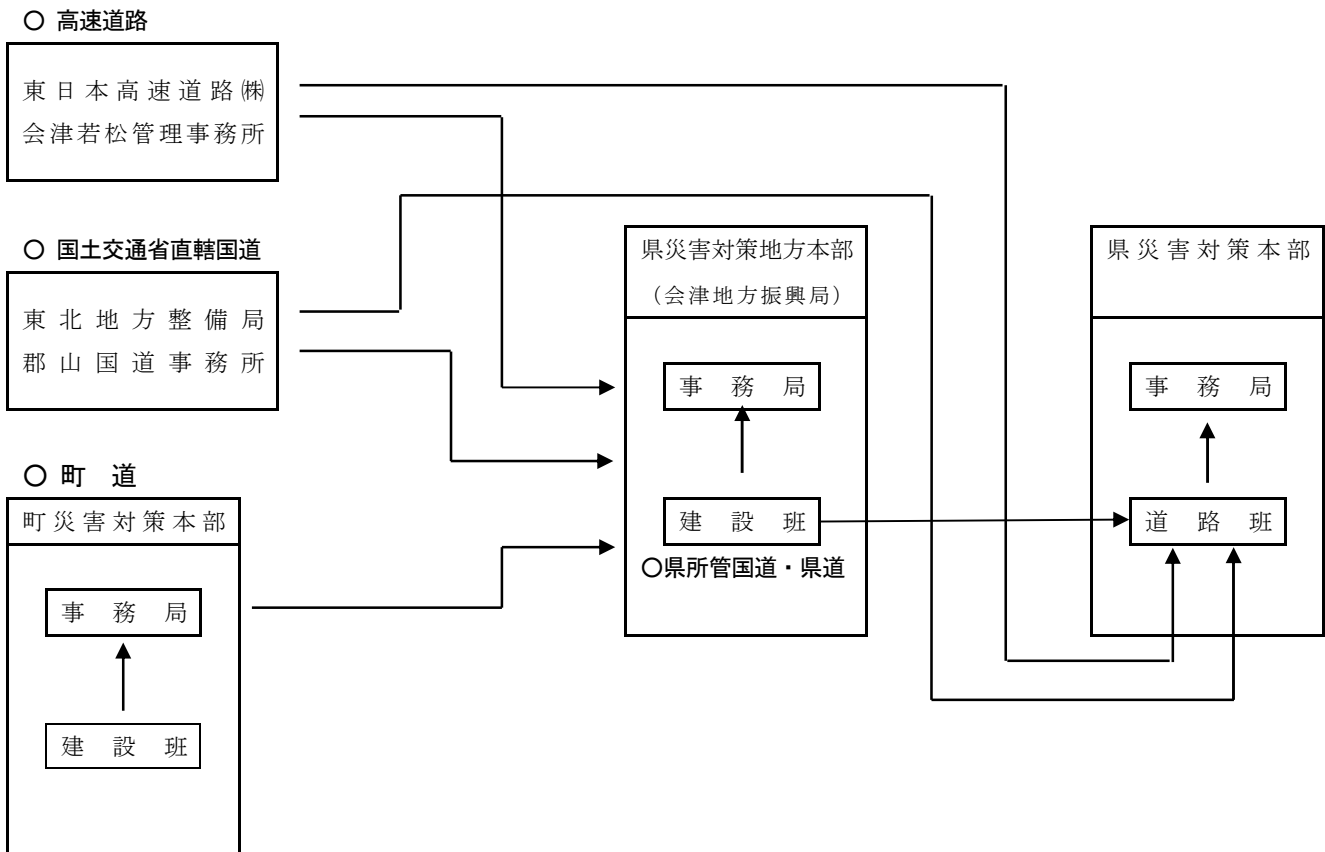 ○ 高速道路
東日本高速道路㈱
会津若松管理事務所
○ 国土交通省直轄国道
東北地方整備局
郡山国道事務所
○ 町 道
町災害対策本部
事 務 局
建 設 班
県災害対策地方本部
（会津地方振興局）
事 務 局
建 設 班
○県所管国道・県道
県災害対策本部
事 務 局
道 路 班